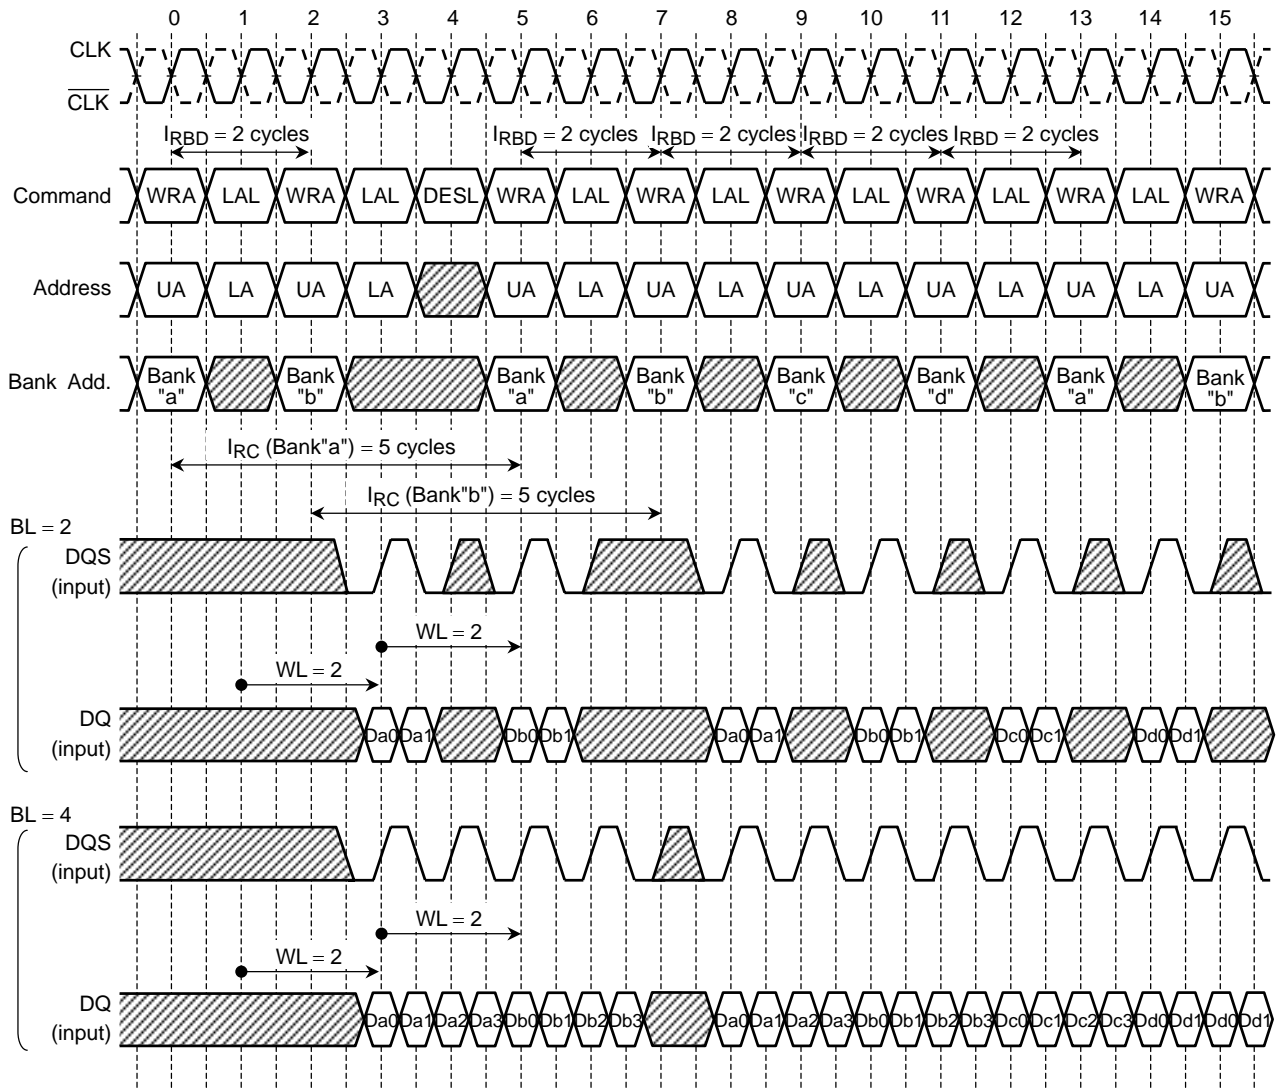 0 1 2 3 4 5 6 7 8 9 10 11 12 13 14 15
CLK
CLK
IRBD = 2 cycles IRBD = 2 cycles IRBD = 2 cycles IRBD = 2 cycles IRBD = 2 cycles
Command WRA LAL WRA LAL DESL WRA LAL WRA LAL WRA LAL WRA LAL WRA LAL WRA
Address UA LA UA LA UA LA UA LA UA LA UA LA UA LA UA
Bank Add. Bank "a" Bank "b" Bank "a" Bank "b" Bank "c" Bank "d" Bank "a" Bank "b"
IRC (Bank"a") = 5 cycles
IRC (Bank"b") = 5 cycles
BL = 2
DQS
(input)
WL = 2
WL = 2
DQ
(input)
Da0 Da1 Db0 Db1 Da0 Da1 Db0 Db1 Dc0 Dc1 Dd0 Dd1
BL = 4
DQS
(input)
WL = 2
WL = 2
DQ
(input)
Da0 Da1 Da2 Da3 Db0 Db1 Db2 Db3 Da0 Da1 Da2 Da3 Db0 Db1 Db2 Db3 Dc0 Dc1 Dc2 Dc3 Dd0 Dd1 Dd0 Dd1